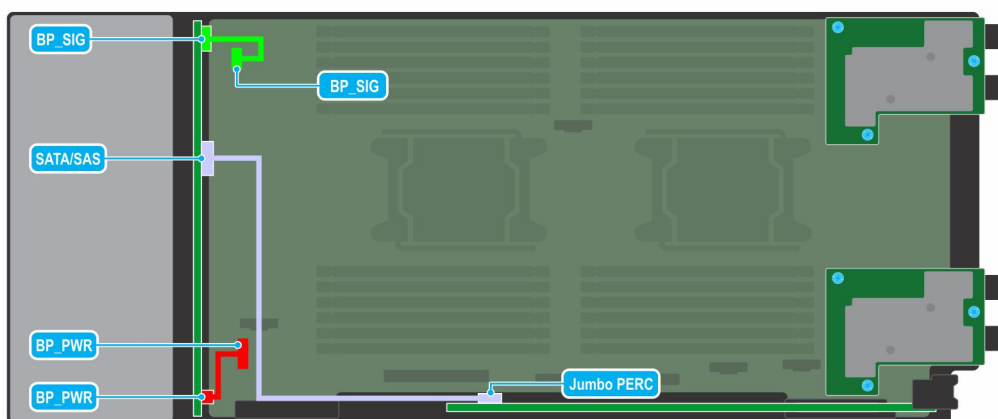 BP_SIG
BP_SIG
SATA/SAS
BP_PWR
Jumbo PERC
BP_PWR